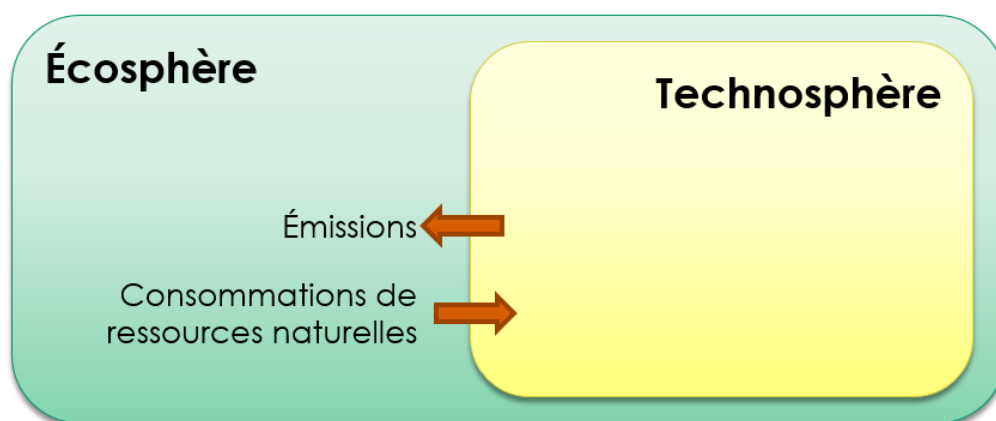 Écosphère
Technosphère
Émissions
Consommations de
ressources naturelles